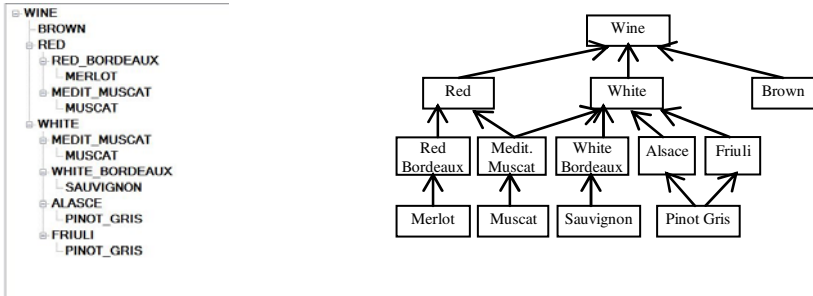 WINE
BROWN
RED
RED_BORDEAUX
MERLOT
MEDIT_MUSCAT
MUSCAT
WHITE
MEDIT_MUSCAT
MUSCAT
WHITE_BORDEAUX
SAUVIGNON
ALASCE
PINOT_GRIS
FRIULI
PINOT_GRIS
Wine
Red
White
Brown
Red
Bordeaux
Medit.
Muscat
White
Bordeaux
Alsace
Friuli
Merlot
Muscat
Sauvignon
Pinot Gris